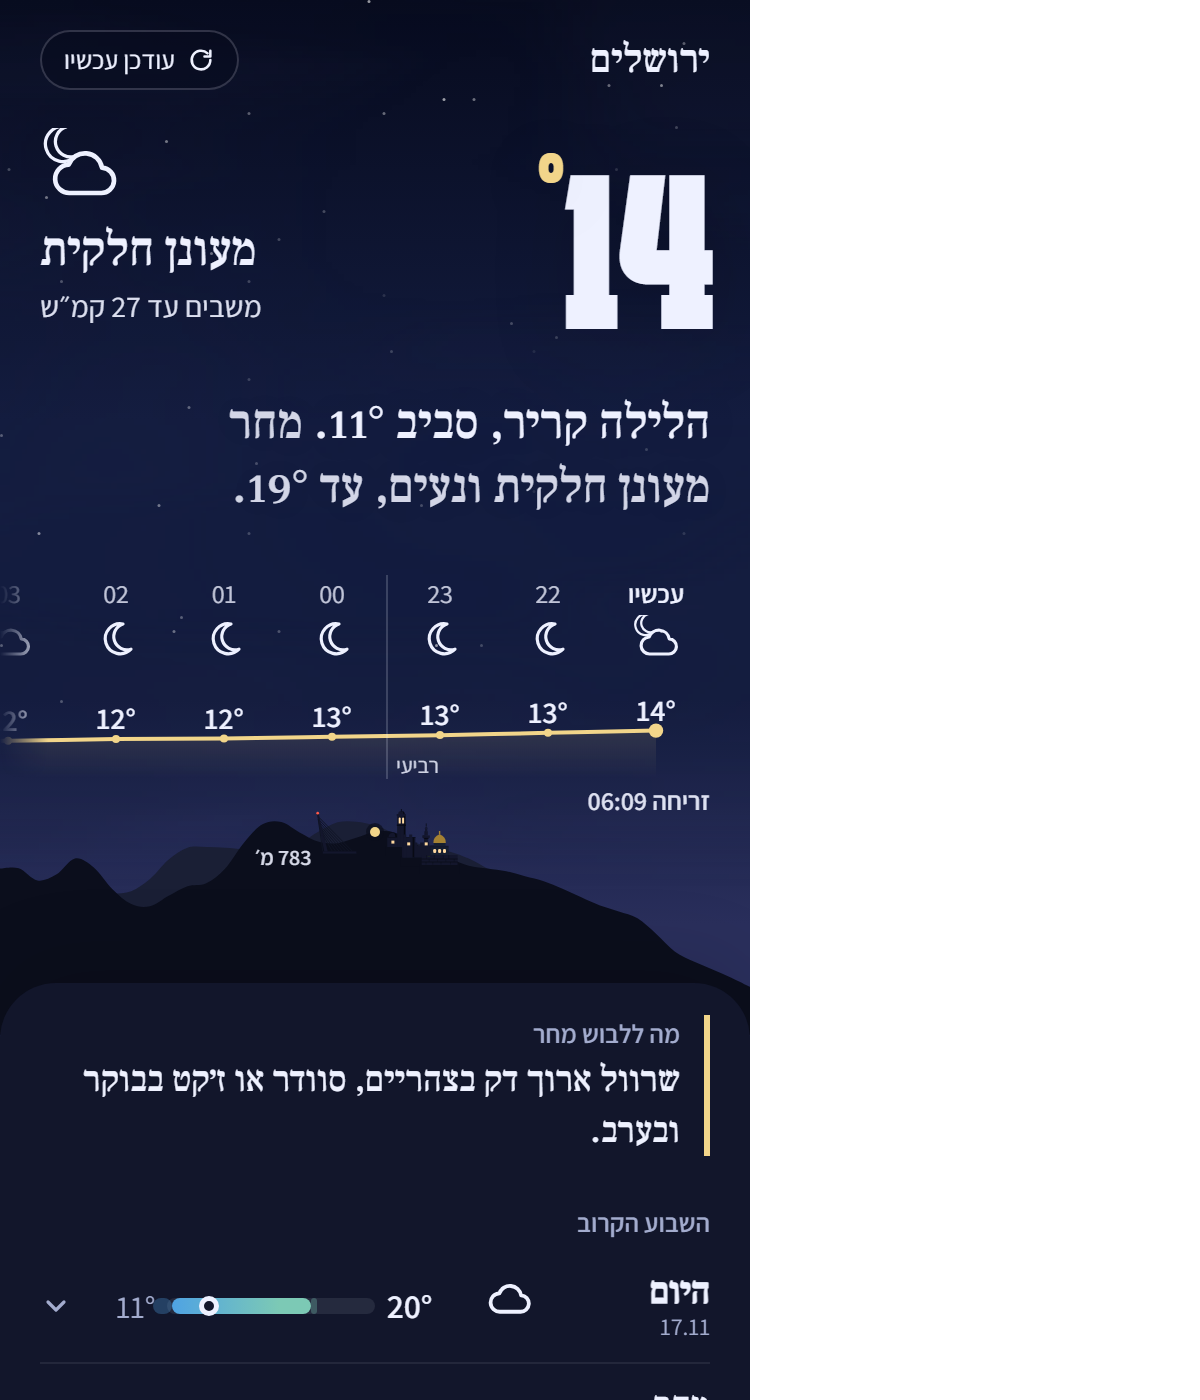 ירושלים
עודכן עכשיו
14°
מעונן חלקית
משבים עד 27 קמ״ש
הלילה קריר, סביב 11°. מחר
מעונן חלקית ונעים, עד 19°.
עכשיו 22 23 00 01 02 03
14° 13° 13° 13° 12° 12° 2°
רביעי
זריחה 06:09
783 מ׳
מה ללבוש מחר
שרוול ארוך דק בצהריים, סוודר או ז׳קט בבוקר
ובערב.
השבוע הקרוב
היום
17.11
20° 11°